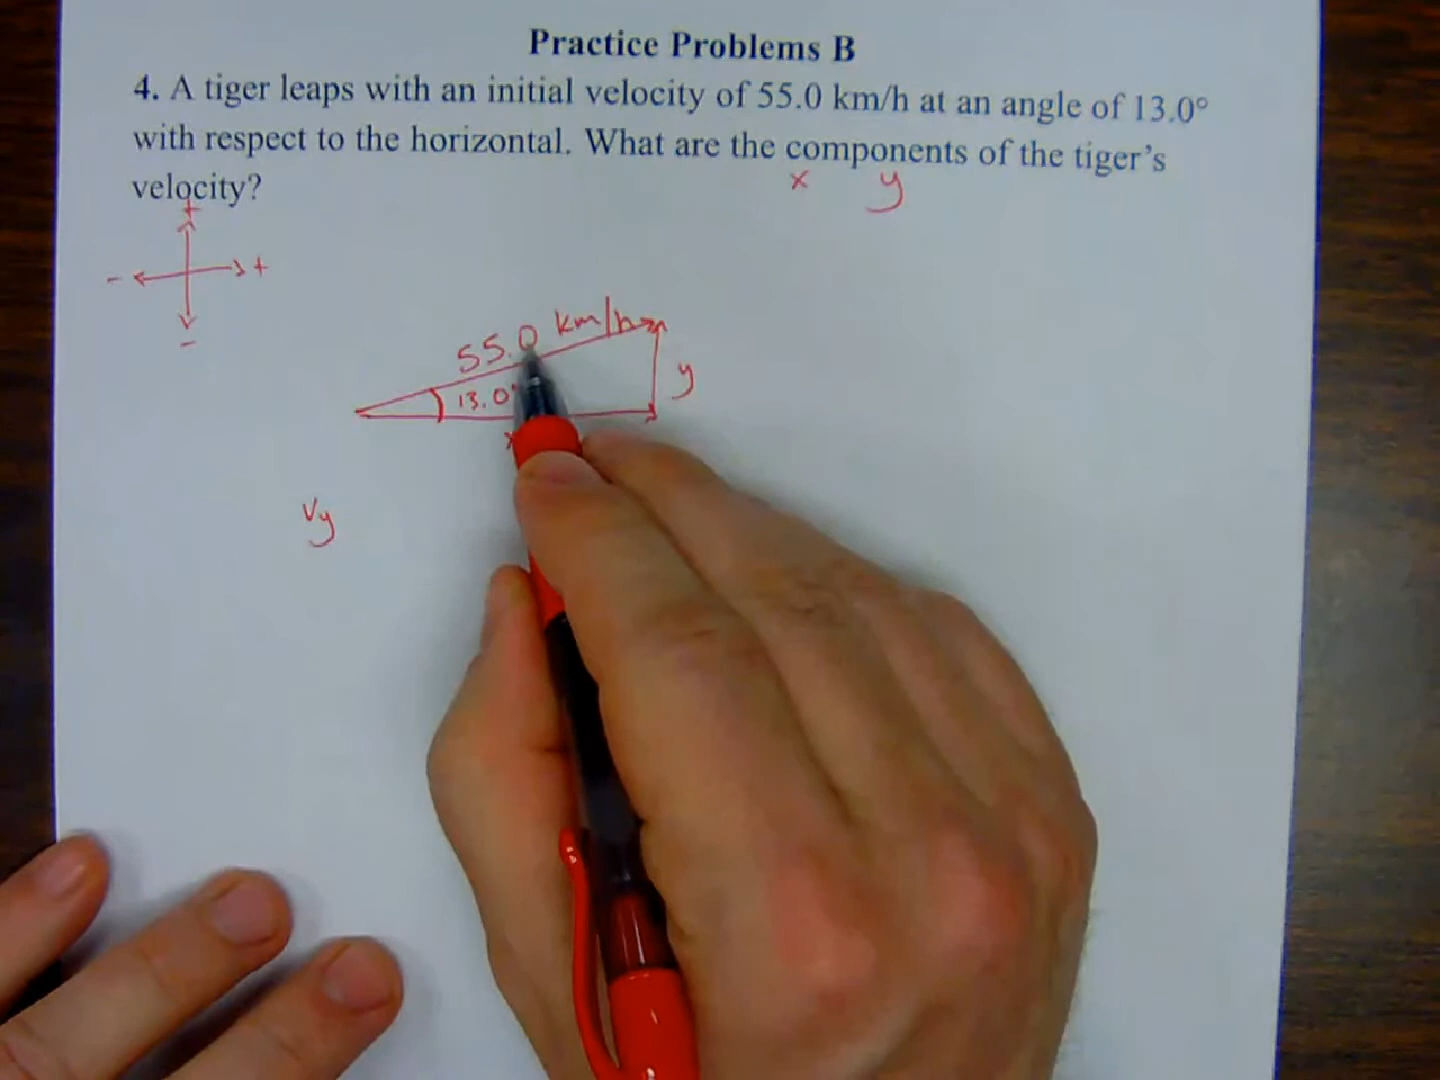 Practice Problems B
4. A tiger leaps with an initial velocity of 55.0 km/h at an angle of 13.0°
with respect to the horizontal. What are the components of the tiger's
velocity?
x y
+
- +
-
55.0 km/h
13.0°
y
x
Vy